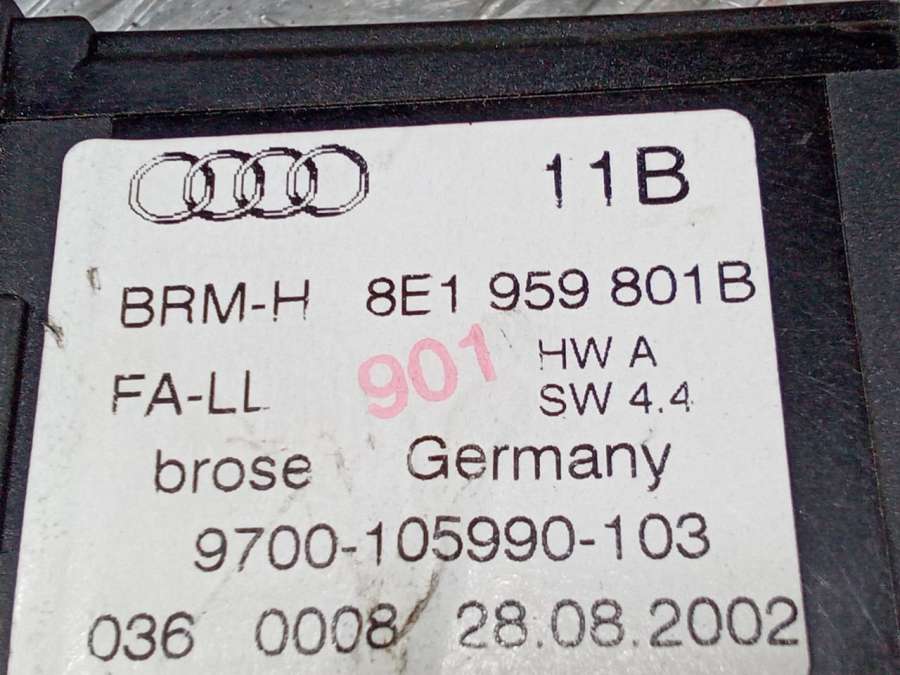 11B
BRM-H 8E1 959 801B
HW A
FA-LL 901 SW 4.4
brose Germany
9700-105990-103
036 0008 28.08.2002